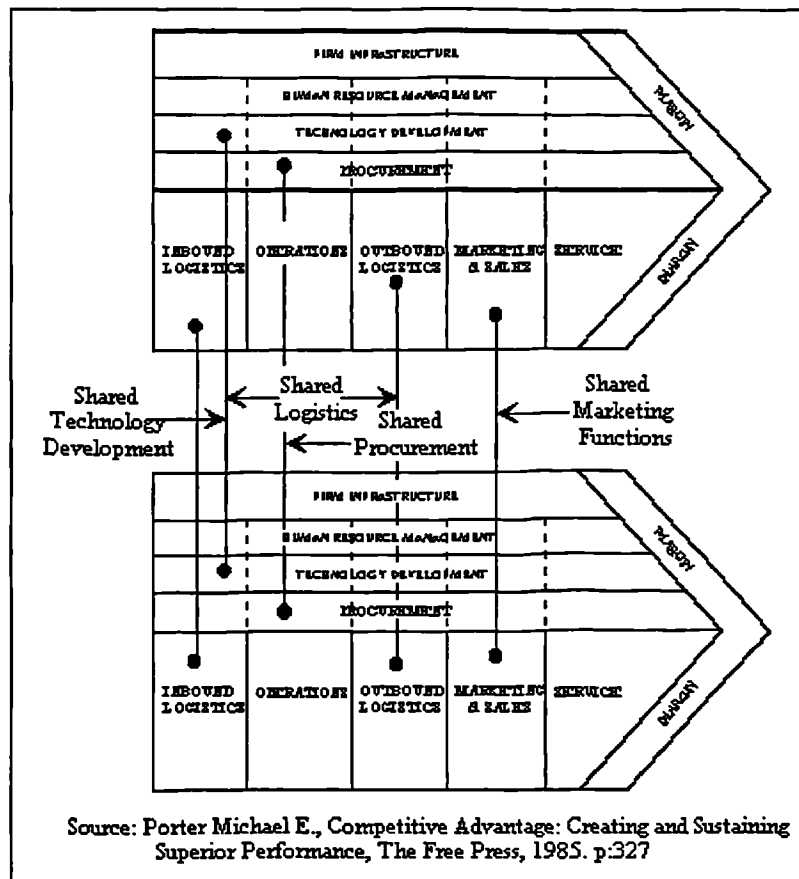 FIRM INFRASTRUCTURE
HUMAN RESOURCE MANAGEMENT
TECHNOLOGY DEVELOPMENT
PROCUREMENT
MARGIN
INBOUND
LOGISTICS
OPERATIONS
OUTBOUND
LOGISTICS
MARKETING
& SALES
SERVICE
MARGIN
Shared
Technology
Development
Shared
Logistics
Shared
Procurement
Shared
Marketing
Functions
FIRM INFRASTRUCTURE
HUMAN RESOURCE MANAGEMENT
TECHNOLOGY DEVELOPMENT
PROCUREMENT
MARGIN
INBOUND
LOGISTICS
OPERATIONS
OUTBOUND
LOGISTICS
MARKETING
& SALES
SERVICE
MARGIN
Source: Porter Michael E., Competitive Advantage: Creating and Sustaining
Superior Performance, The Free Press, 1985. p:327